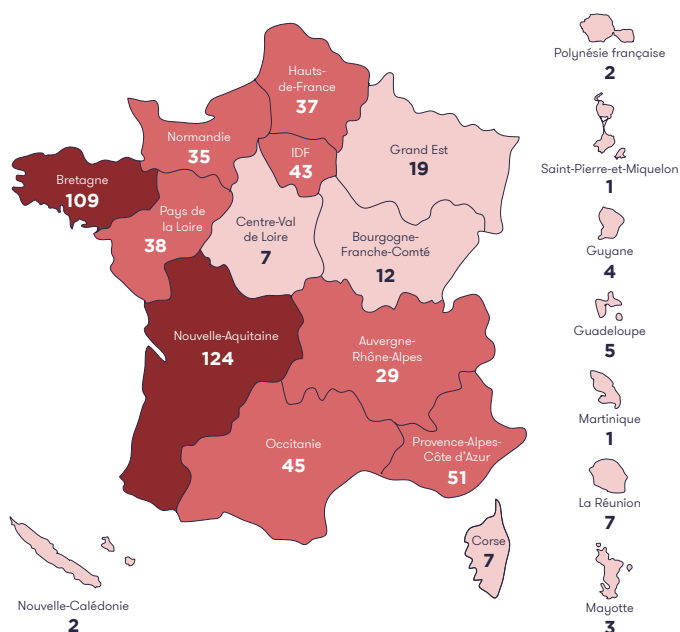 Hauts-
de-France
37
Normandie
35
IDF
43
Grand Est
19
Bretagne
109
Pays de
la Loire
38
Centre-Val
de Loire
7
Bourgogne-
Franche-Comté
12
Nouvelle-Aquitaine
124
Auvergne-
Rhône-Alpes
29
Occitanie
45
Provence-Alpes-
Côte d'Azur
51
Corse
7
Nouvelle-Calédonie
2
Polynésie française
2
Saint-Pierre-et-Miquelon
1
Guyane
4
Guadeloupe
5
Martinique
1
La Réunion
7
Mayotte
3